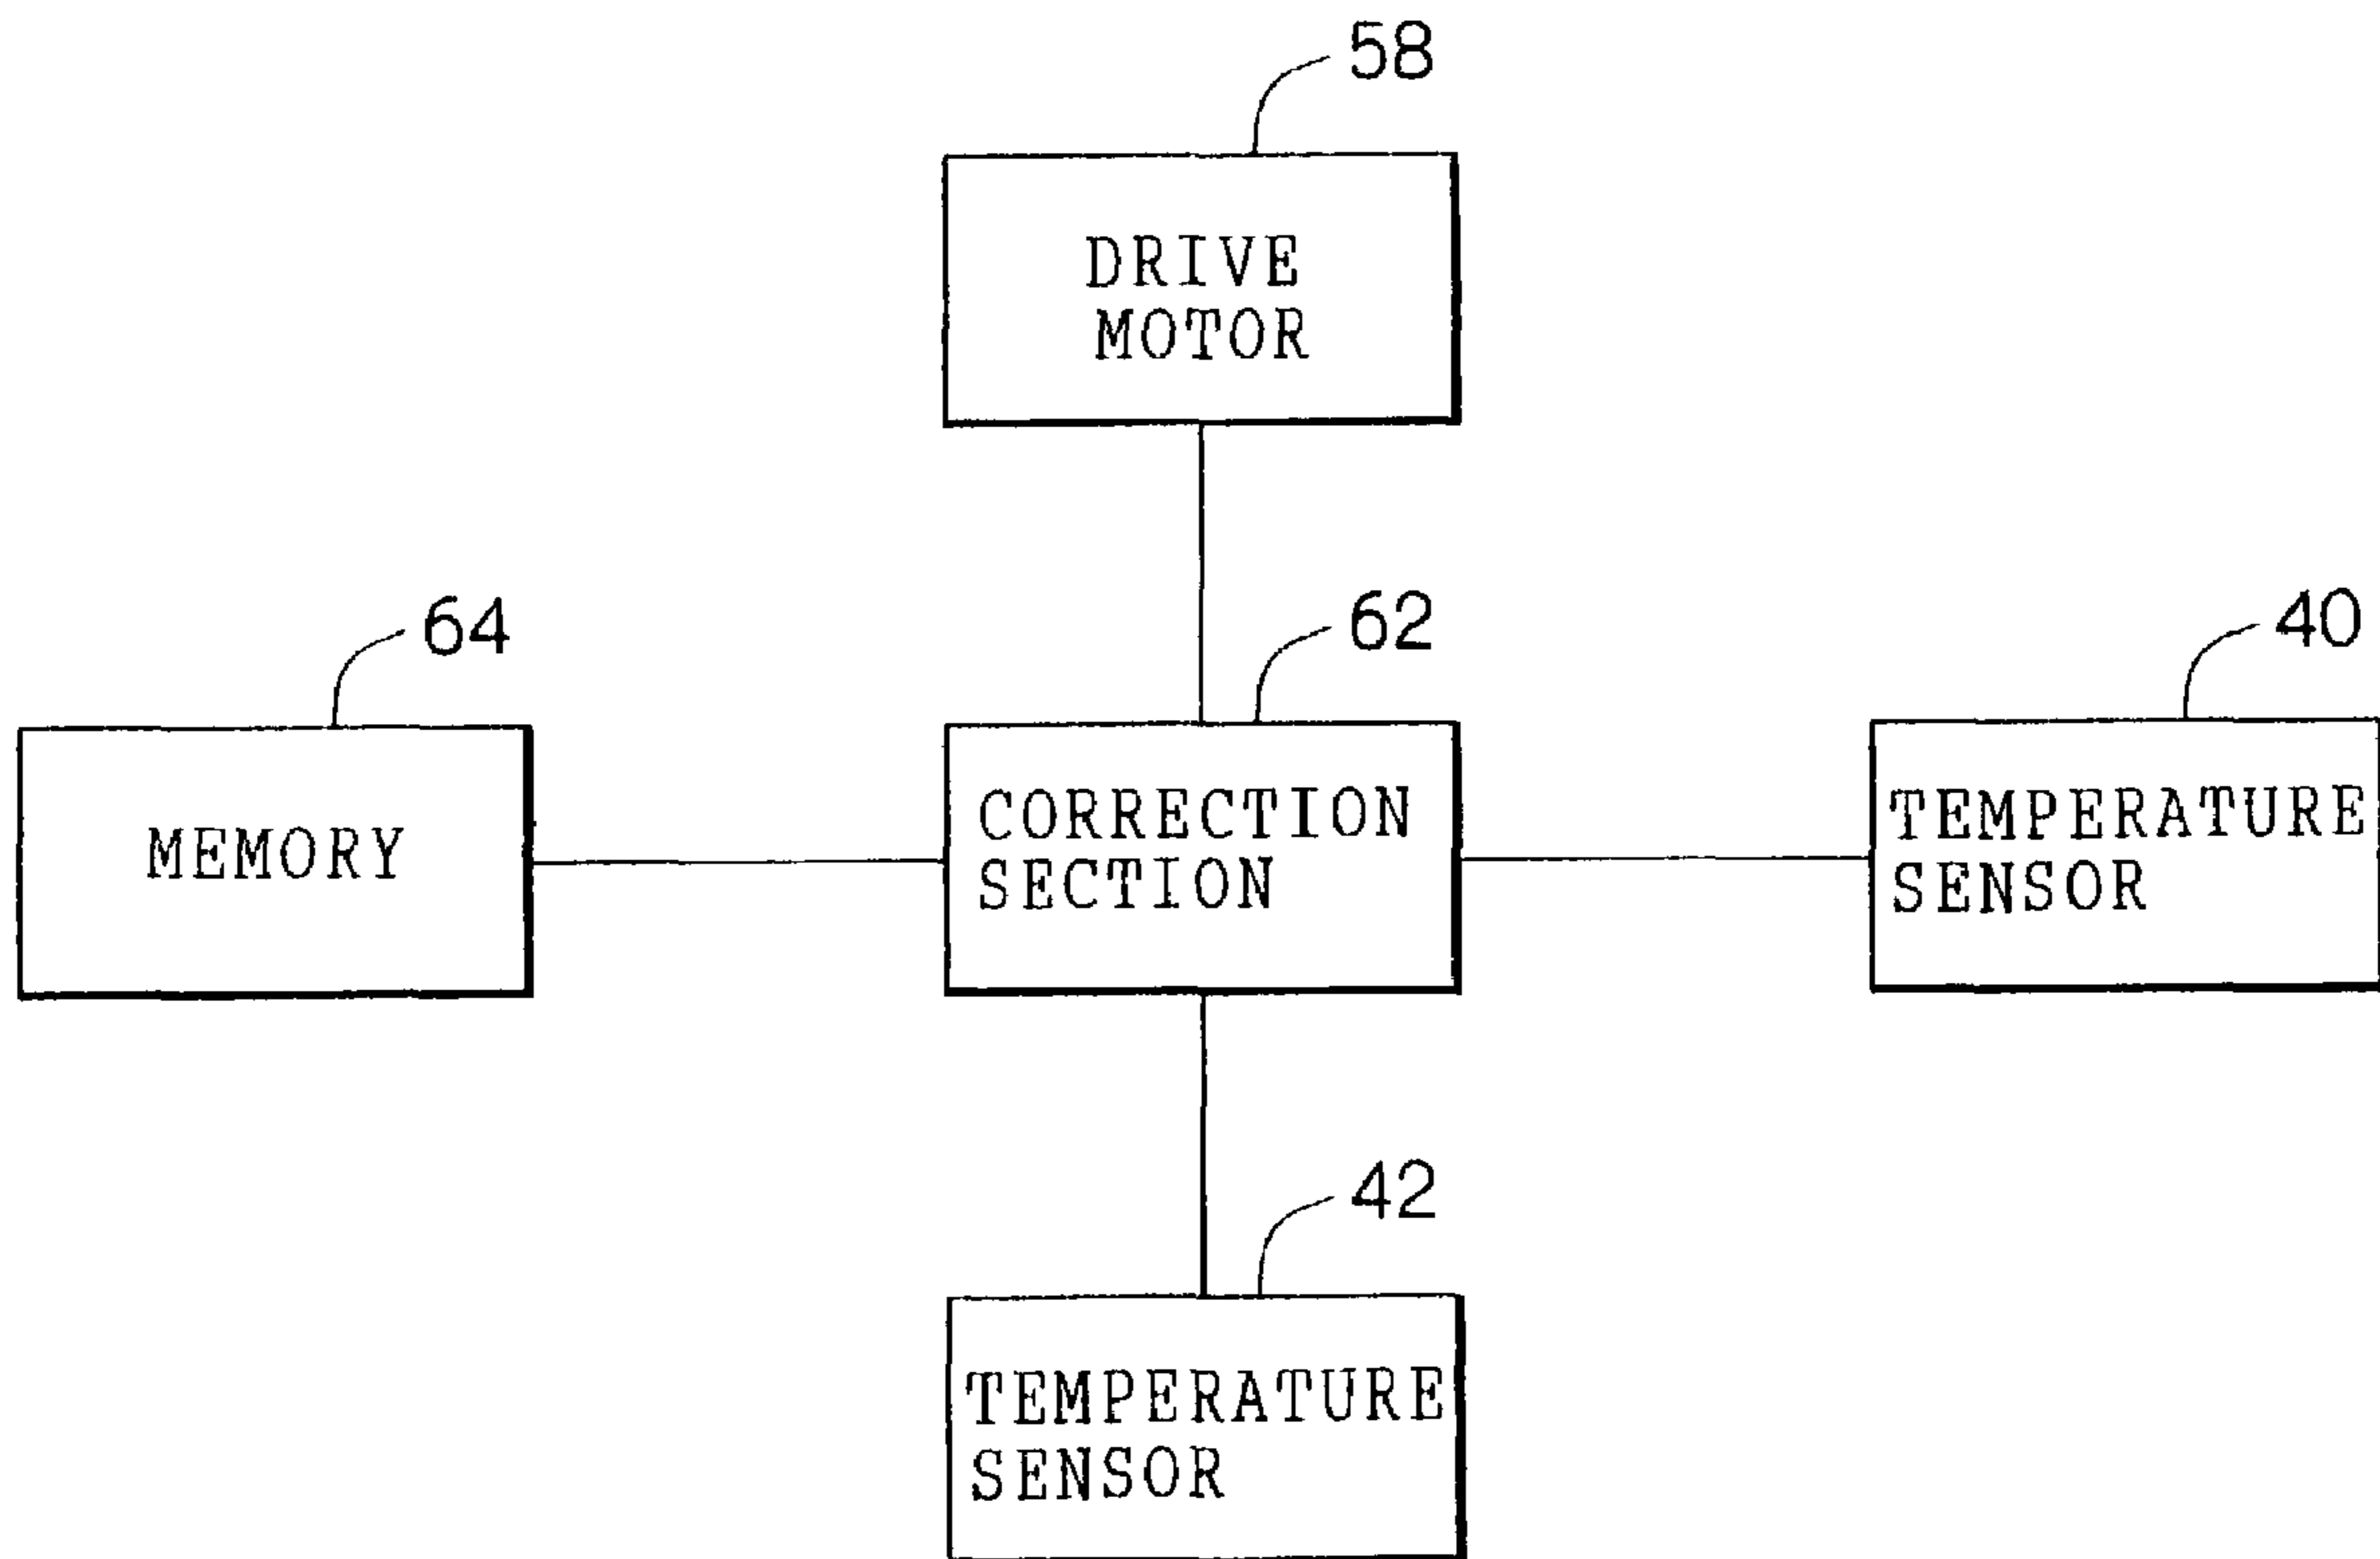 58
DRIVE
MOTOR
64
62
40
MEMORY
CORRECTION
SECTION
TEMPERATURE
SENSOR
42
TEMPERATURE
SENSOR